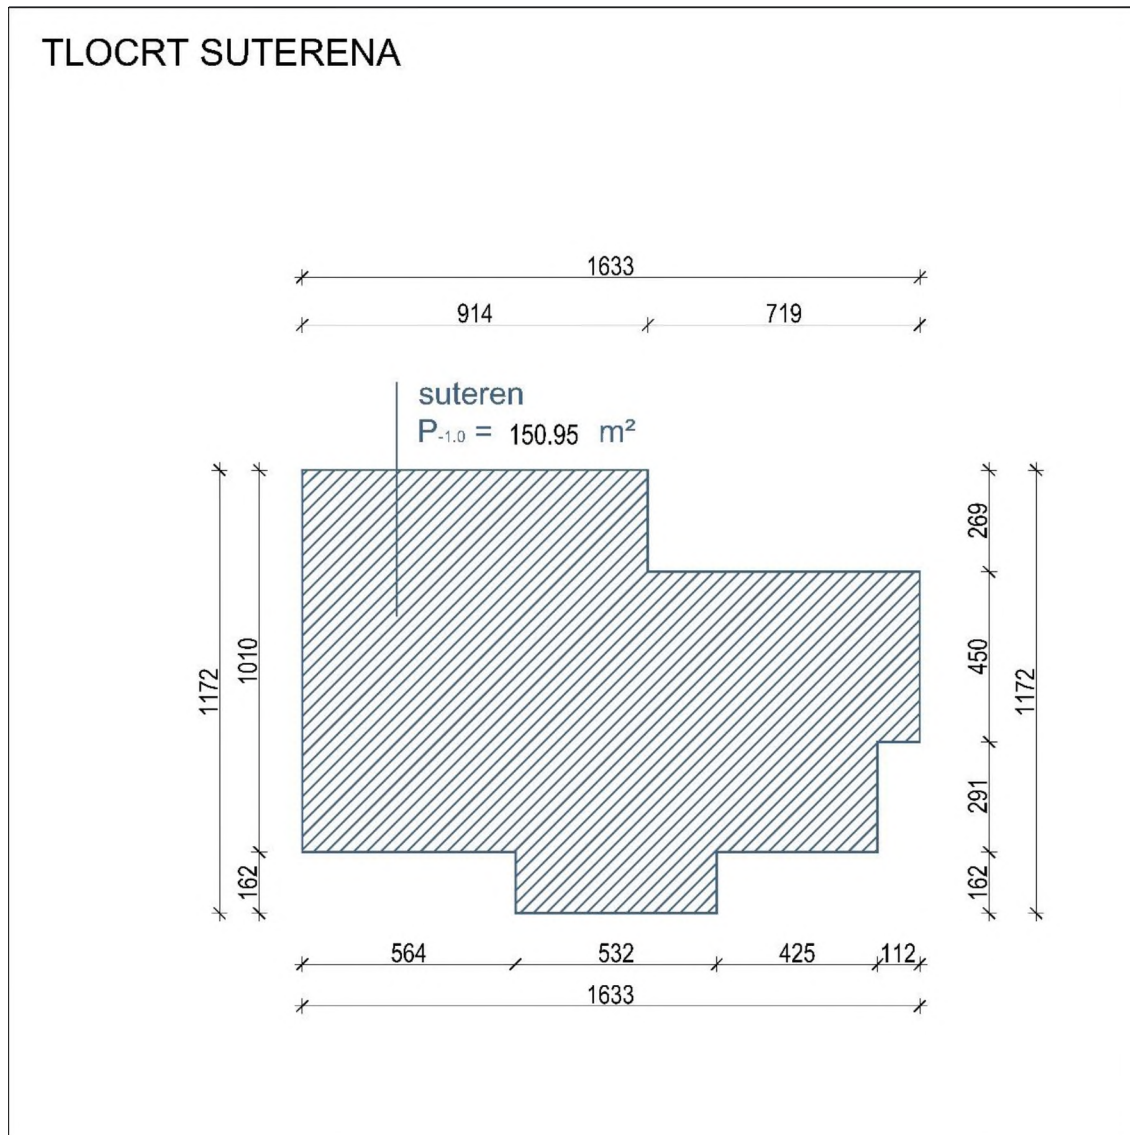 TLOCRT SUTERENA
1633
914 719
suteren
P-1.0 = 150.95 m²
269
1010
450
1172
1172
291
162
162
564 532 425 112
1633